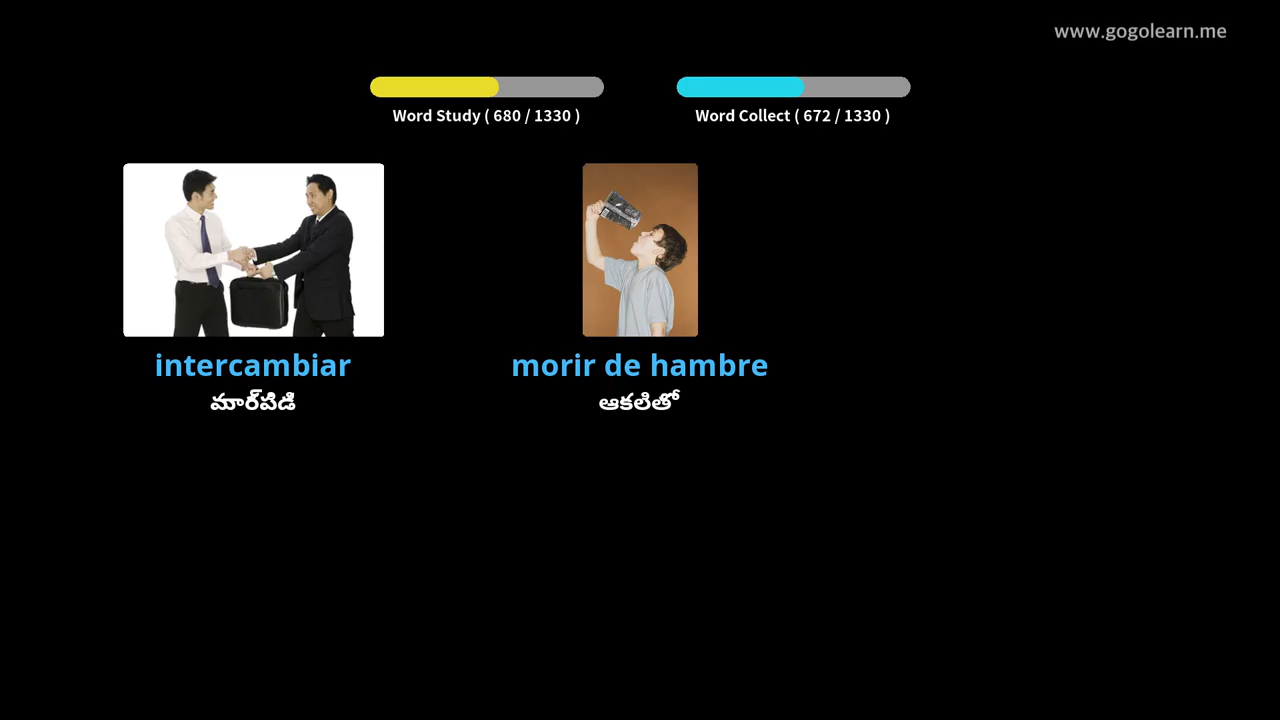 www.gogolearn.me
Word Study ( 680 / 1330 )
Word Collect ( 672 / 1330 )
intercambiar
మార్‌పిడి
morir de hambre
ఆకలితో